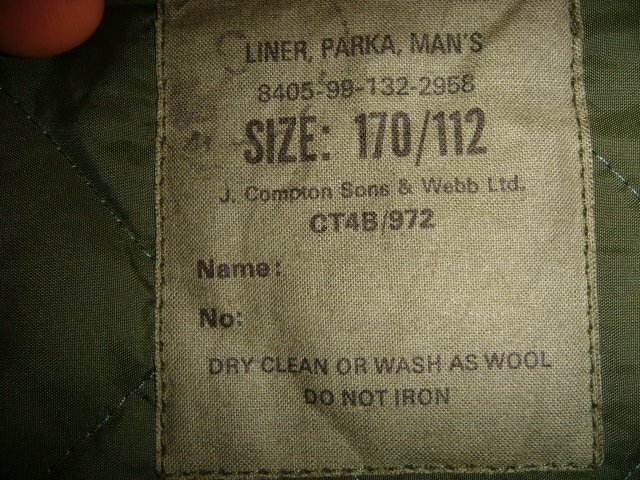 LINER, PARKA, MAN'S
8405-99-132-2958
SIZE: 170/112
J. Compton Sons & Webb Ltd.
CT4B/972
Name:
No:
DRY CLEAN OR WASH AS WOOL
DO NOT IRON